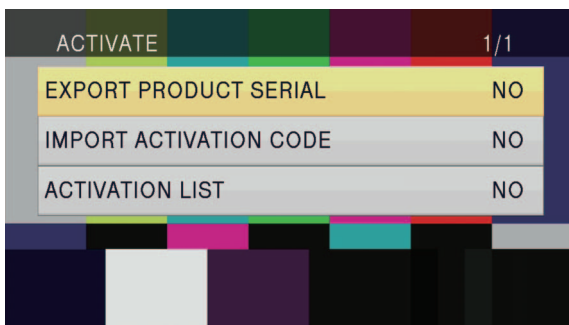 ACTIVATE 1/1
EXPORT PRODUCT SERIAL NO
IMPORT ACTIVATION CODE NO
ACTIVATION LIST NO